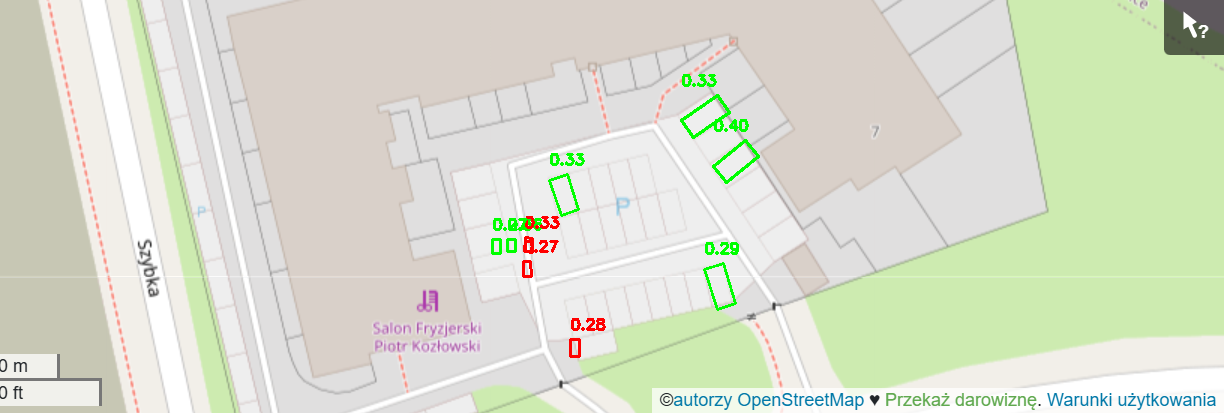 0.33
0.40
7
0.33
P
P
0.33
0.27
0.29
Szybka
Salon Fryzjerski
Piotr Kozłowski
0.28
0 m
0 ft
©autorzy OpenStreetMap ♥ Przekaż darowiznę. Warunki użytkowania